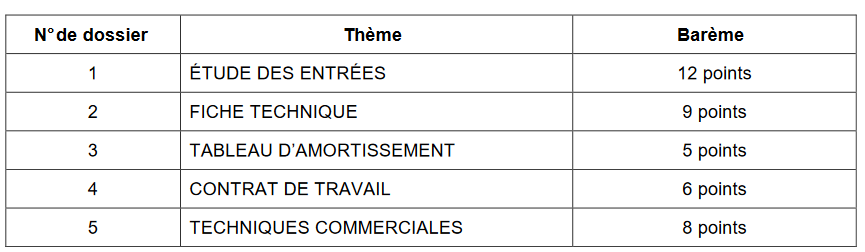 N° de dossier Thème Barème
1 ÉTUDE DES ENTRÉES 12 points
2 FICHE TECHNIQUE 9 points
3 TABLEAU D'AMORTISSEMENT 5 points
4 CONTRAT DE TRAVAIL 6 points
5 TECHNIQUES COMMERCIALES 8 points